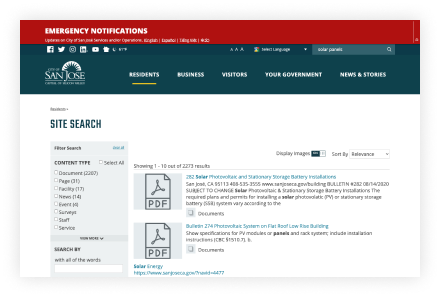 EMERGENCY NOTIFICATIONS
Updates on City of San José Services and/or Operations: English | Español | Tiếng Việt |
67°F
A A A
Select Language
solar panels
CITY OF
SAN JOSE
CAPITAL OF SILICON VALLEY
RESIDENTS
BUSINESS
VISITORS
YOUR GOVERNMENT
NEWS & STORIES
SITE SEARCH
Filter Search
CONTENT TYPE
Select All
Document (2207)
Page (31)
Facility (17)
News (14)
Event (4)
Surveys
Staff
Service
VIEW MORE
SEARCH BY
with all of the words
Display Images
Sort By Relevance
Showing 1 - 10 out of 2273 results
PDF
282 Solar Photovoltaic and Stationary Storage Battery Installations
San José, CA 95113 408-535-3555 www.sanjoseca.gov/building BULLETIN #282 08/14/2020
SUBJECT TO CHANGE Solar Photovoltaic & Stationary Storage Battery Installations The
required plans and permits for installing a solar photovoltaic (PV) or stationary storage
battery (SSB) system vary according to the
Documents
PDF
Bulletin 274 Photovoltaic System on Flat Roof Low Rise Building
Show specifications for PV modules or panels and rack system; include installation
instructions (CBC §1510.7). 6.
Documents
Solar Energy
https://www.sanjoseca.gov/?navid=4477